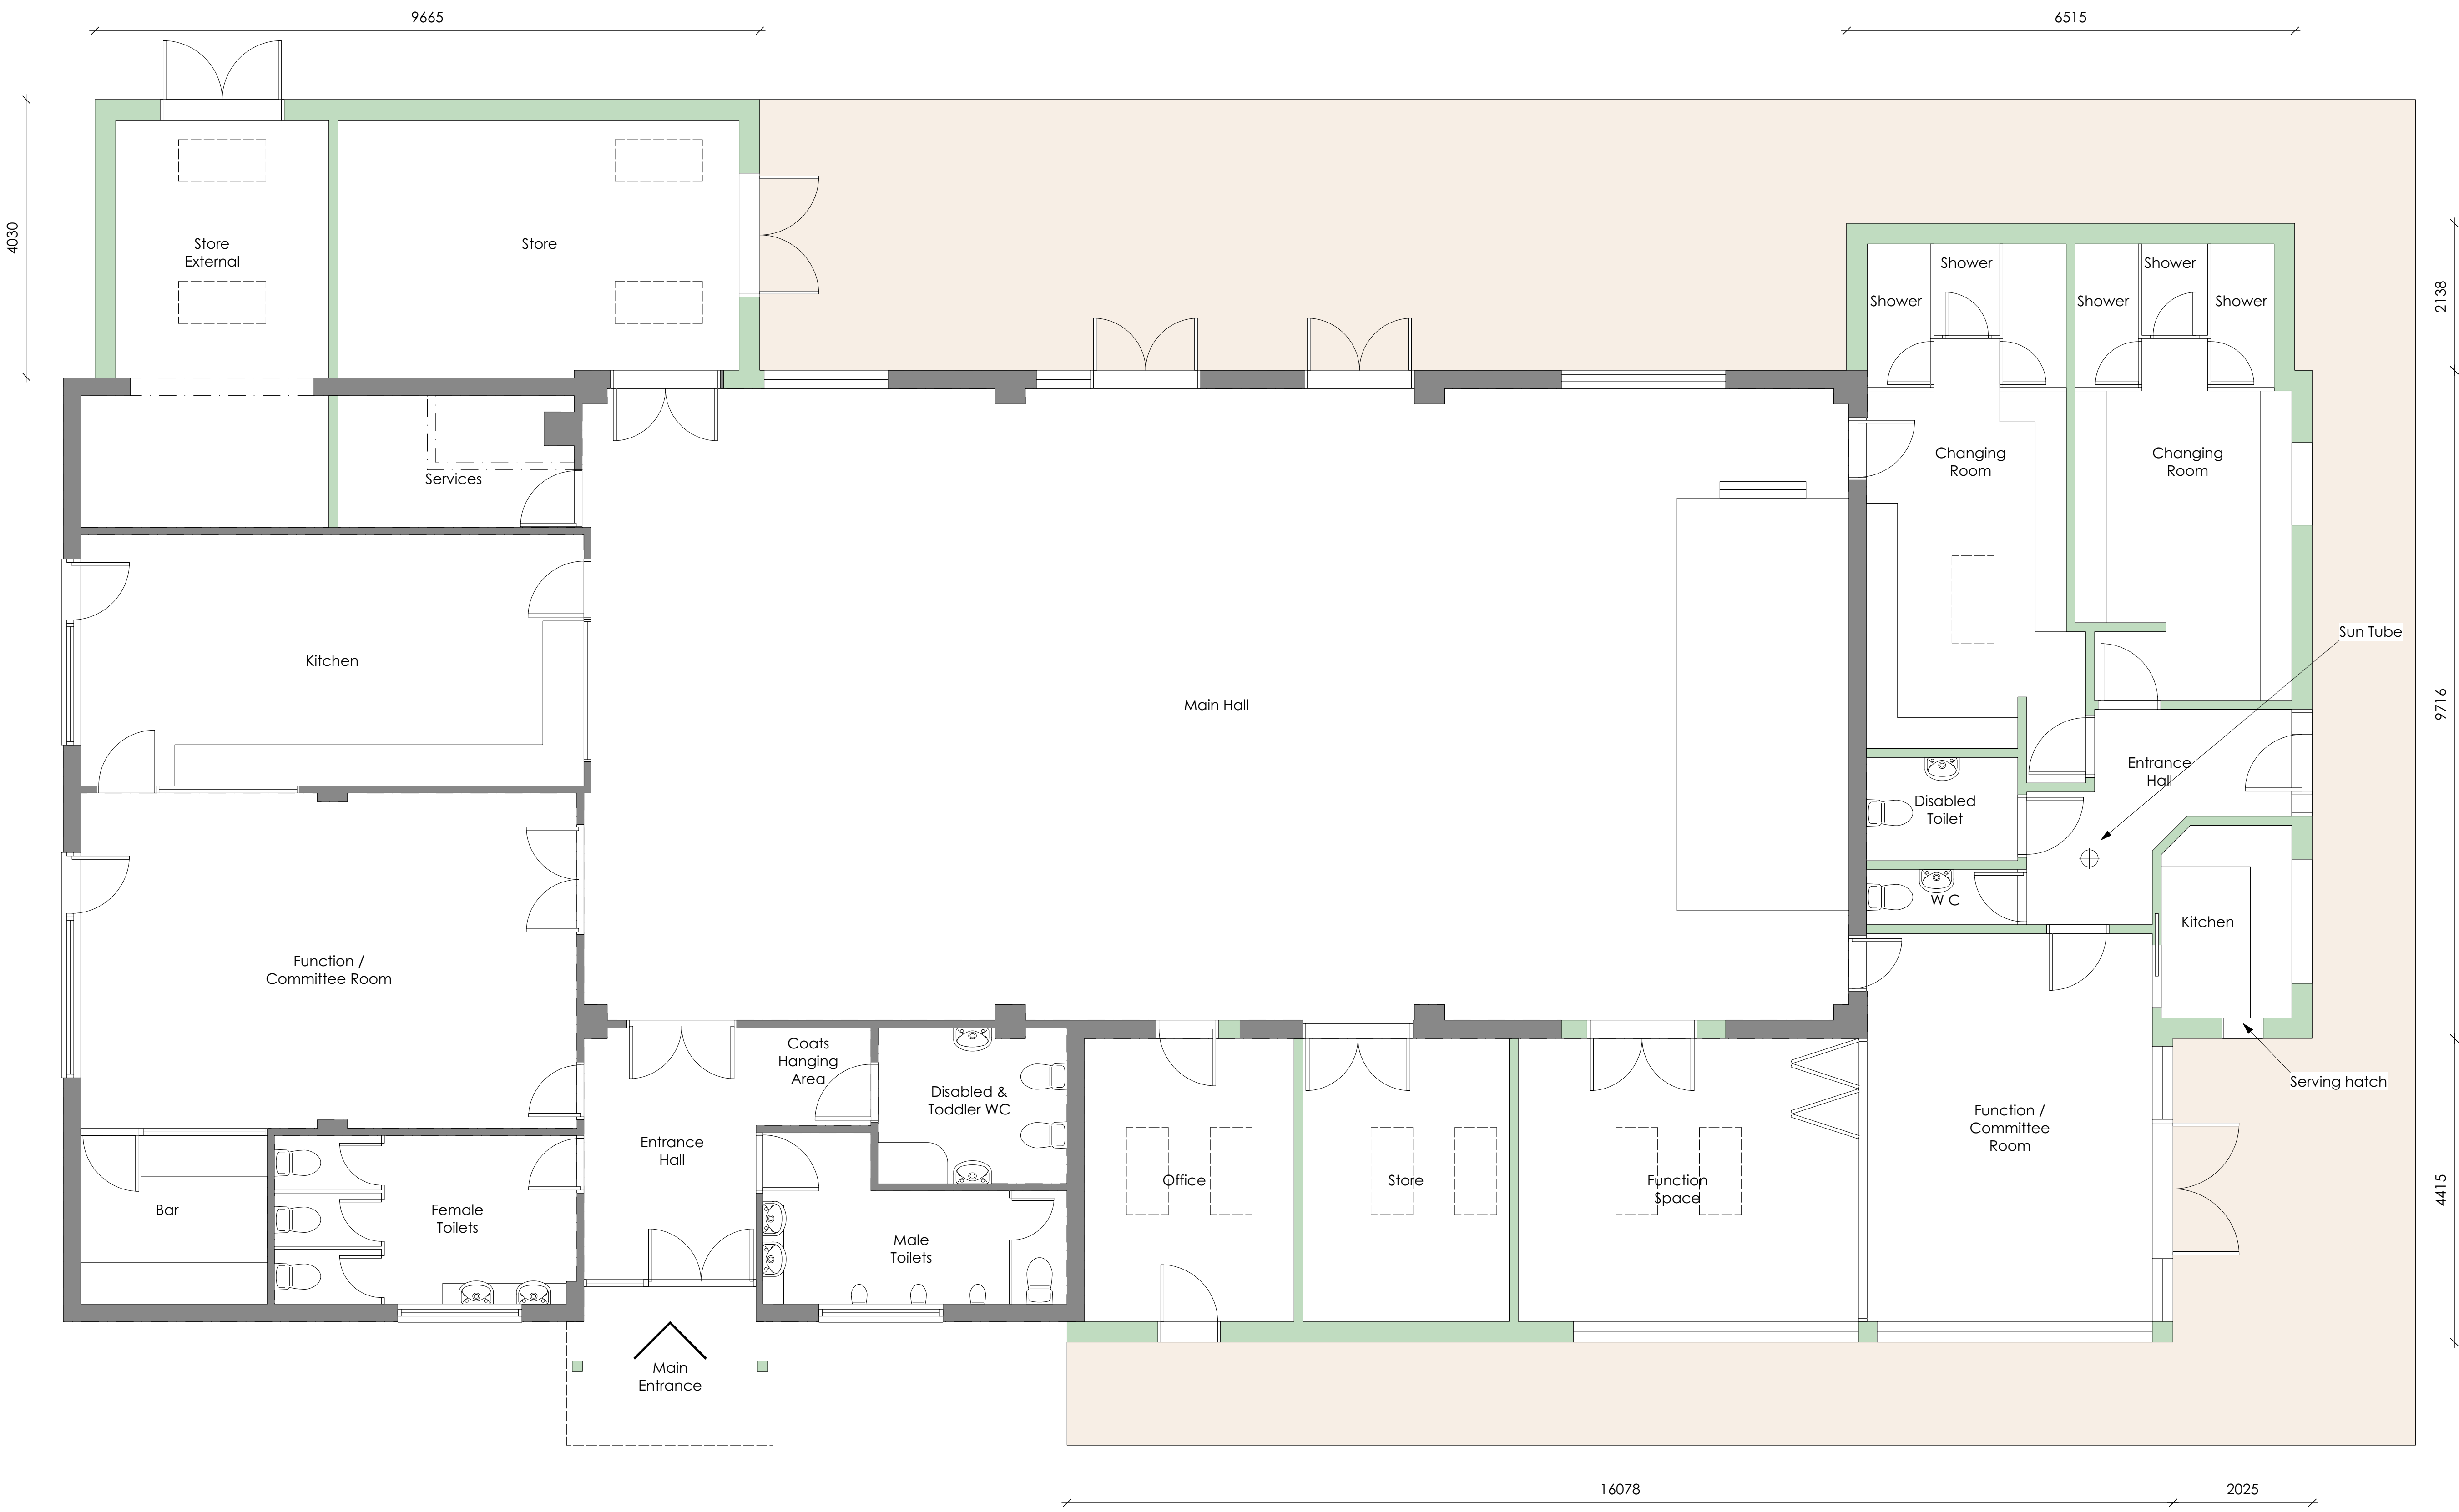 9665
6515
4030
Store
External
Store
Shower
Shower
Shower
Shower
Shower
2138
Changing
Room
Changing
Room
Services
Sun Tube
Kitchen
Main Hall
9716
Entrance
Hall
Disabled
Toilet
W C
Kitchen
Function /
Committee Room
Coats
Hanging
Area
Disabled &
Toddler WC
Serving hatch
Function /
Committee
Room
Entrance
Hall
Office
Store
Function
Space
4415
Bar
Female
Toilets
Male
Toilets
Main
Entrance
16078
2025